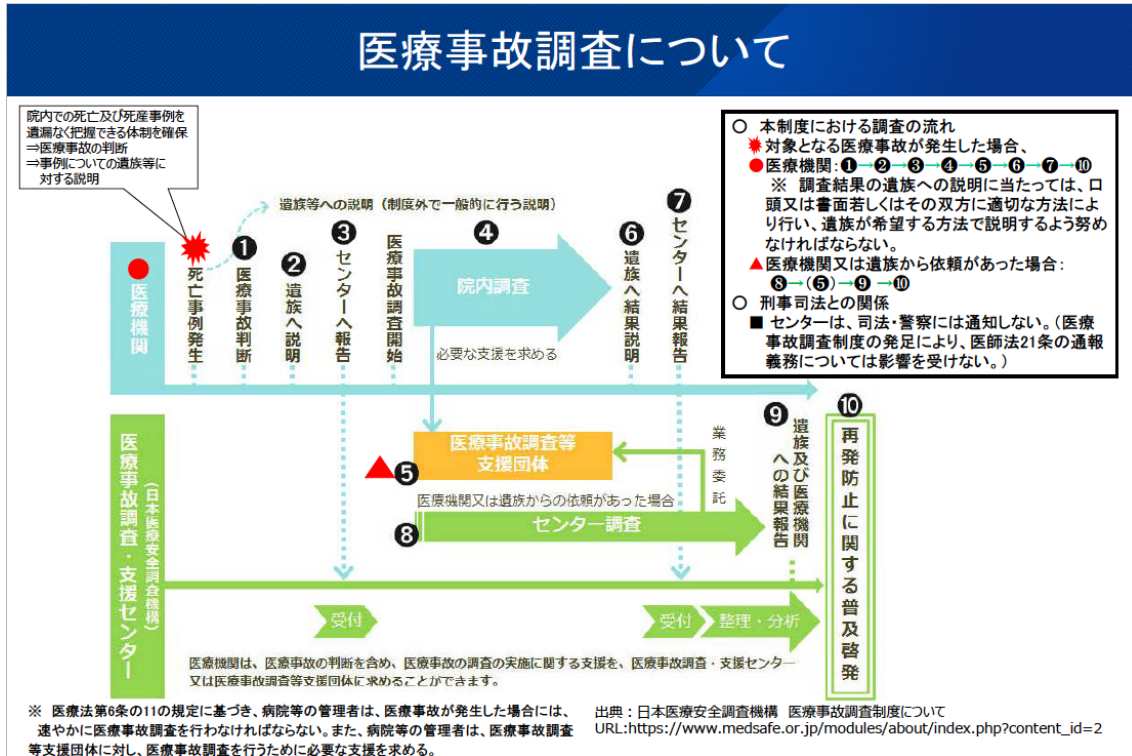 医療事故調査について
院内での死亡及び死産事例を
遺漏なく把握できる体制を確保
⇒医療事故の判断
⇒事例についての遺族等に
対する説明
○ 本制度における調査の流れ
対象となる医療事故が発生した場合、
●医療機関:❶→❷→❸→❹→❺→❻→❼→❿
※ 調査結果の遺族への説明に当たっては、口
頭又は書面若しくはその双方に適切な方法によ
り行い、遺族が希望する方法で説明するよう努め
なければならない。
▲医療機関又は遺族から依頼があった場合:
❽→(❺)→❾→❿
○ 刑事司法との関係
■ センターは、司法・警察には通知しない。(医療
事故調査制度の発足により、医師法21条の通報
義務については影響を受けない。)
遺族等への説明(制度外で一般的に行う説明)
医療機関
死亡事例発生
❶
医療事故判断
❷
遺族へ説明
❸
センターへ報告
医療事故調査開始
❹
院内調査
❻
遺族へ結果説明
❼
センターへ結果報告
必要な支援を求める
医療事故調査・支援センター
(日本医療安全調査機構)
医療事故調査等
支援団体
❺
業務委託
医療機関又は遺族からの依頼があった場合
❽
センター調査
❾
遺族及び医療機関
への結果報告
❿
再発防止に関する普及啓発
受付
受付
整理・分析
医療機関は、医療事故の判断を含め、医療事故の調査の実施に関する支援を、医療事故調査・支援センター
又は医療事故調査等支援団体に求めることができます。
※ 医療法第6条の11の規定に基づき、病院等の管理者は、医療事故が発生した場合には、
速やかに医療事故調査を行わなければならない。また、病院等の管理者は、医療事故調査
等支援団体に対し、医療事故調査を行うために必要な支援を求める。
出典:日本医療安全調査機構 医療事故調査制度について
URL:https://www.medsafe.or.jp/modules/about/index.php?content_id=2